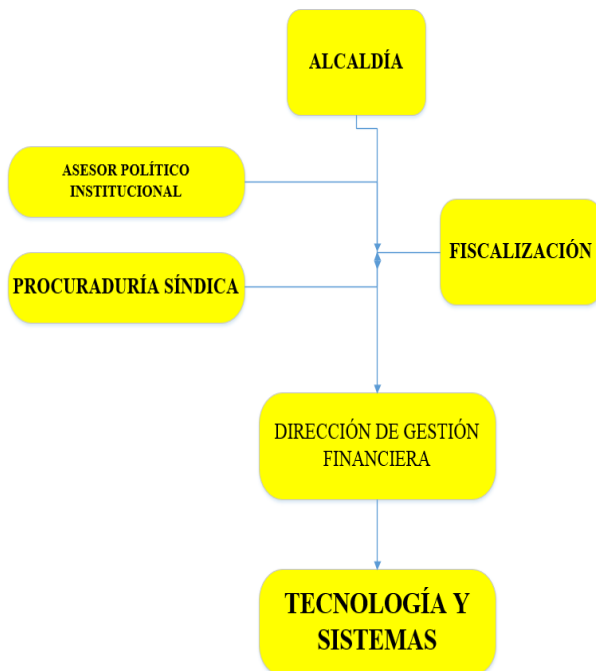 ALCALDÍA
ASESOR POLÍTICO
INSTITUCIONAL
FISCALIZACIÓN
PROCURADURÍA SÍNDICA
DIRECCIÓN DE GESTIÓN
FINANCIERA
TECNOLOGÍA Y
SISTEMAS